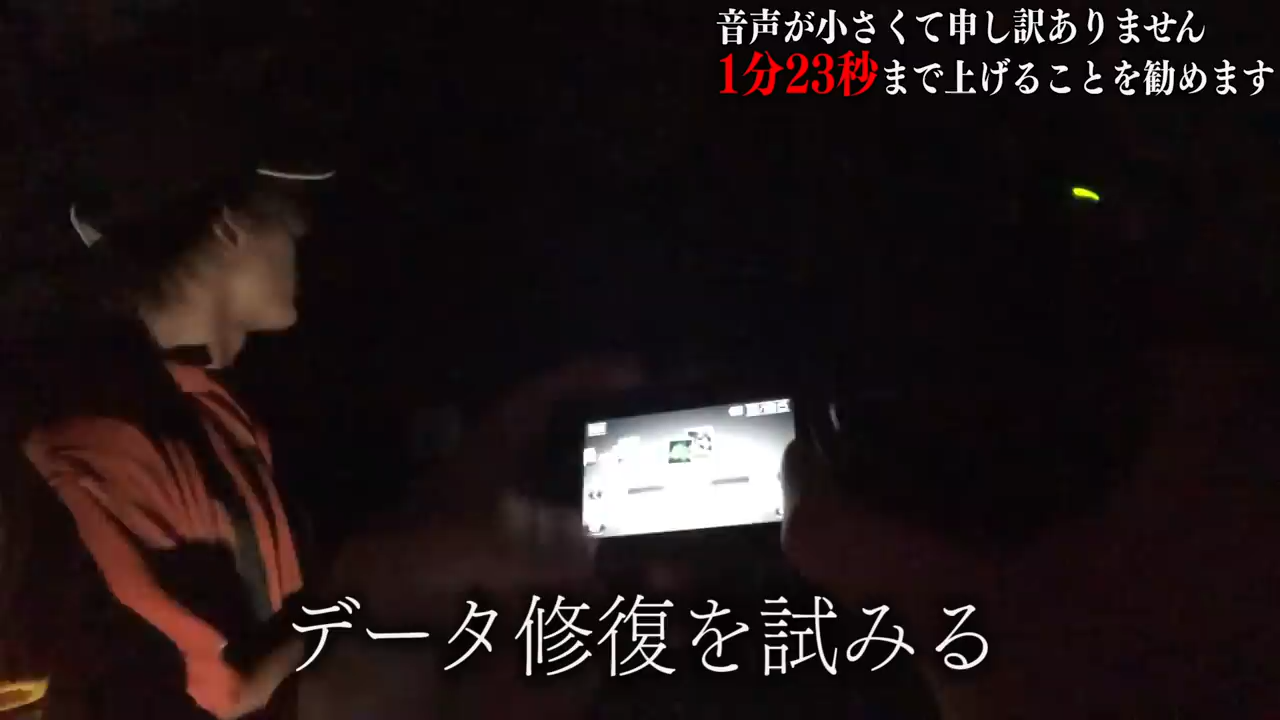 音声が小さくて申し訳ありません
1分23秒まで上げることを勧めます
データ修復を試みる